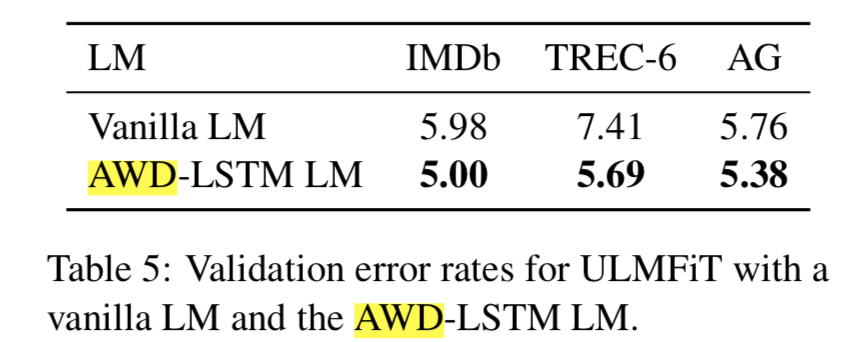 LM IMDb TREC-6 AG
Vanilla LM 5.98 7.41 5.76
AWD-LSTM LM 5.00 5.69 5.38
Table 5: Validation error rates for ULMFiT with a
vanilla LM and the AWD-LSTM LM.